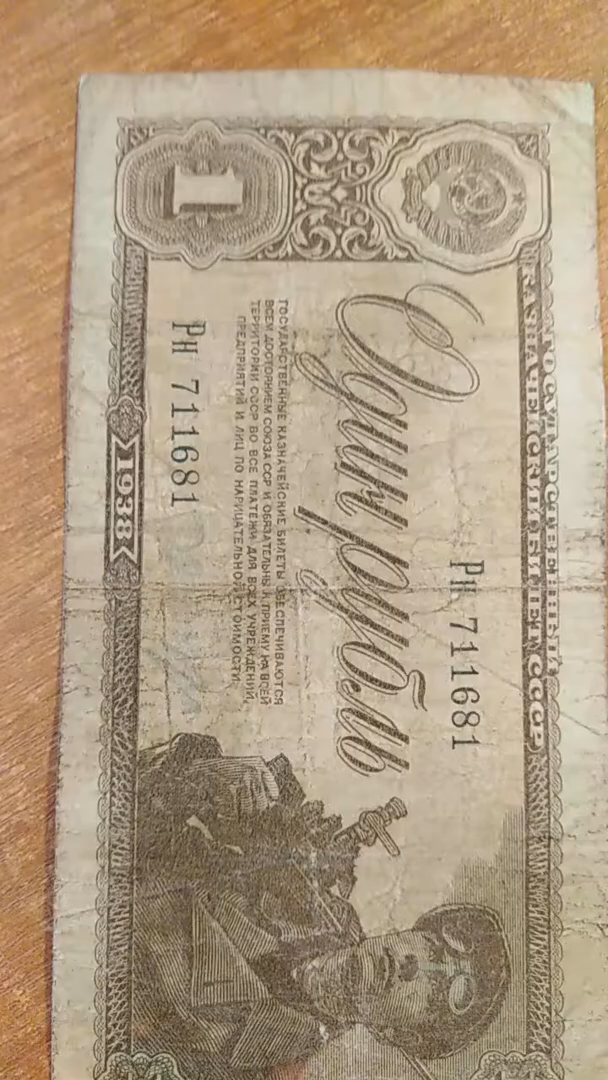 ГОСУДАРСТВЕННЫЙ
КАЗНАЧЕЙСКИЙ БИЛЕТ СССР
1
Рн 711681
Один рубль
ГОСУДАРСТВЕННЫЕ КАЗНАЧЕЙСКИЕ БИЛЕТЫ ОБЕСПЕЧИВАЮТСЯ
ВСЕМ ДОСТОЯНИЕМ СОЮЗА ССР И ОБЯЗАТЕЛЬНЫ К ПРИЕМУ НА ВСЕЙ
ТЕРРИТОРИИ СССР ВО ВСЕ ПЛАТЕЖИ ДЛЯ ВСЕХ УЧРЕЖДЕНИЙ,
ПРЕДПРИЯТИЙ И ЛИЦ ПО НАРИЦАТЕЛЬНОЙ СТОИМОСТИ.
Рн 711681
1938